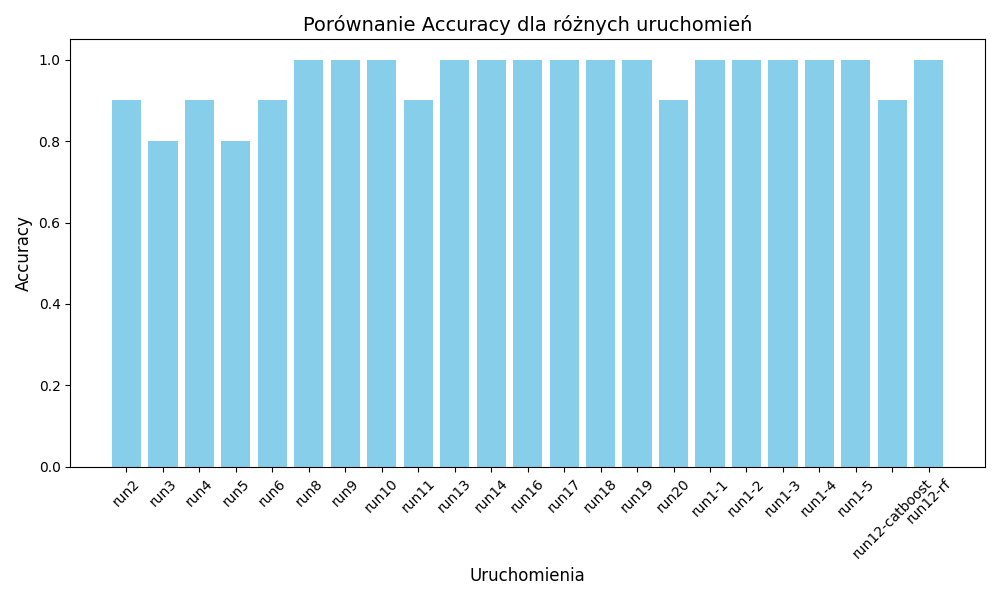 Porównanie Accuracy dla różnych uruchomień
Accuracy
1.0
0.8
0.6
0.4
0.2
0.0
run2
run3
run4
run5
run6
run8
run9
run10
run11
run13
run14
run16
run17
run18
run19
run20
run1-1
run1-2
run1-3
run1-4
run1-5
run12-catboost
run12-rf
Uruchomienia